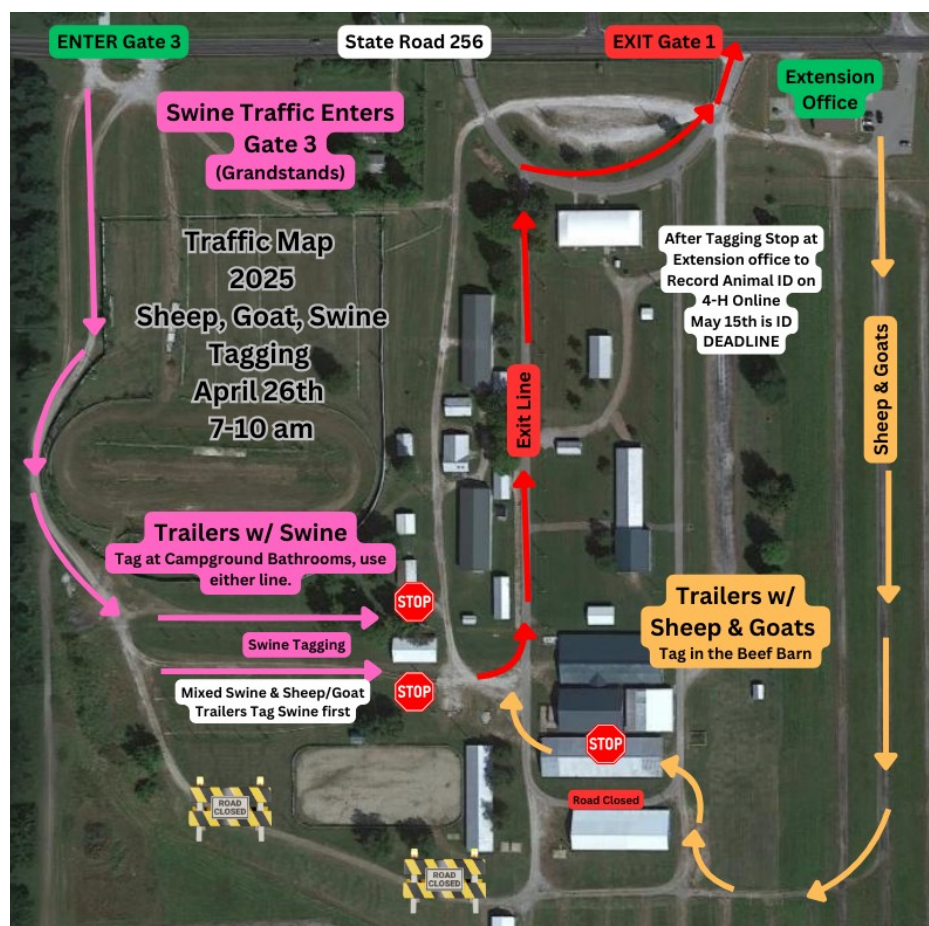 ENTER Gate 3
State Road 256
EXIT Gate 1
Extension
Office
Swine Traffic Enters
Gate 3
(Grandstands)
Traffic Map
2025
Sheep, Goat, Swine
Tagging
April 26th
7-10 am
After Tagging Stop at
Extension office to
Record Animal ID on
4-H Online
May 15th is ID
DEADLINE
Sheep & Goats
Exit Line
Trailers w/ Swine
Tag at Campground Bathrooms, use
either line.
STOP
Swine Tagging
Mixed Swine & Sheep/Goat
Trailers Tag Swine first
STOP
Trailers w/
Sheep & Goats
Tag in the Beef Barn
STOP
Road Closed
ROAD
CLOSED
ROAD
CLOSED